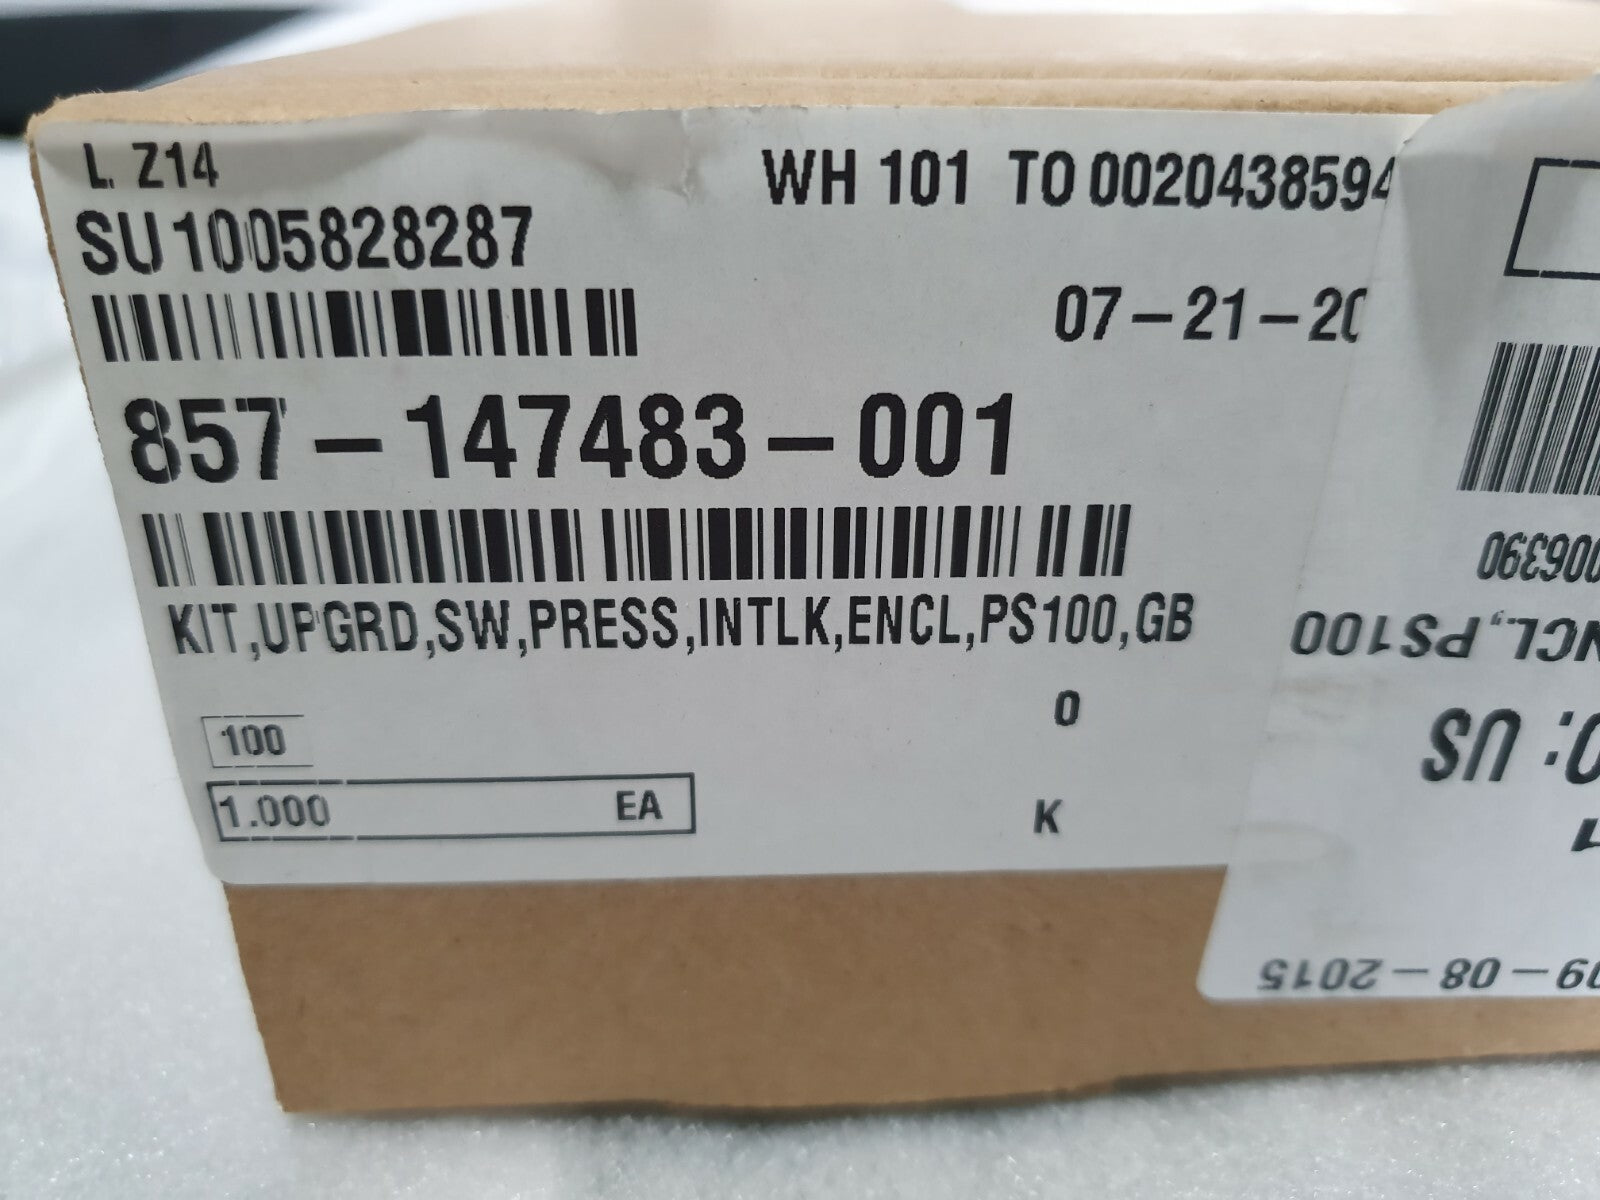 L Z14
WH 101 TO 0020438594
SU 1005828287
07-21-20
857-147483-001
KIT,UPGRD,SW,PRESS,INTLK,ENCL,PS100,GB
0
100
1.000 EA
K
006390
NCL,PS100
O: US
09-08-2015